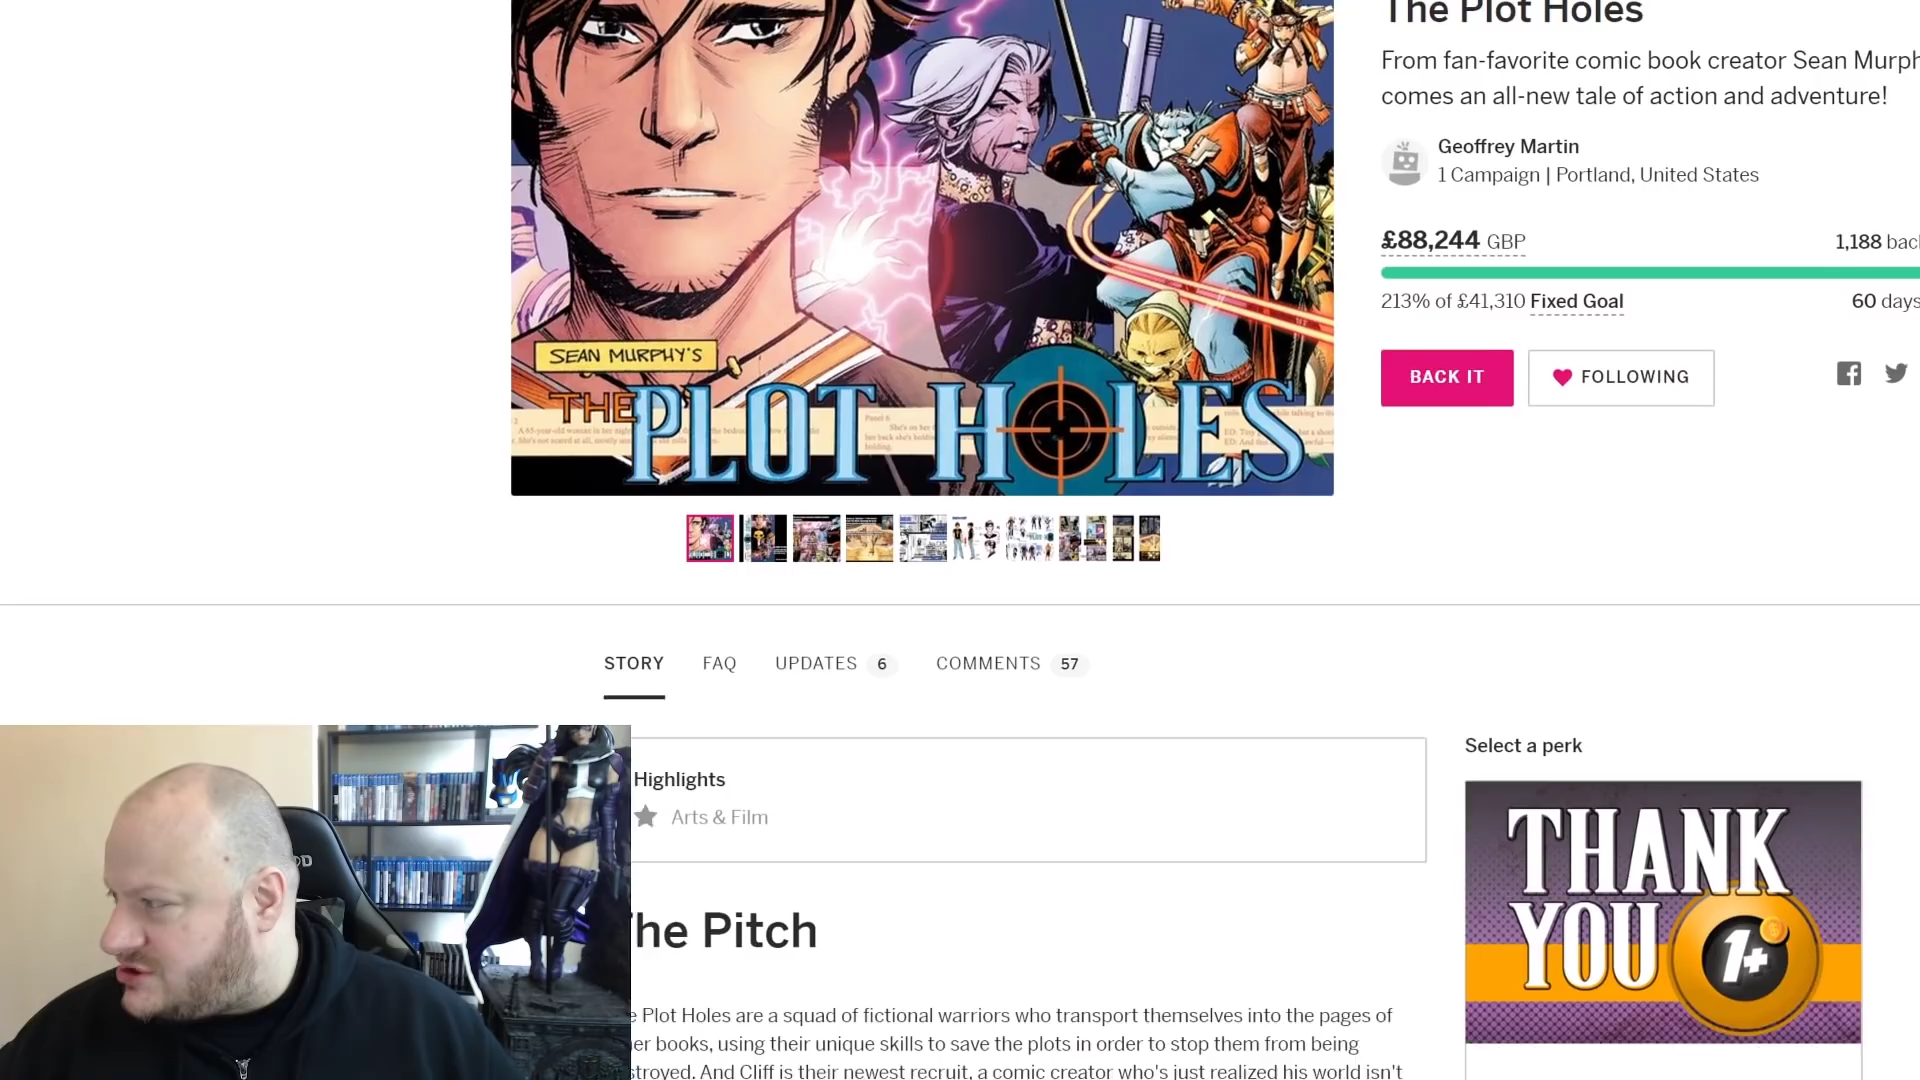 The Plot Holes
From fan-favorite comic book creator Sean Murph
comes an all-new tale of action and adventure!
Geoffrey Martin
1 Campaign | Portland, United States
£88,244 GBP
1,188 bac
213% of £41,310 Fixed Goal
60 days
BACK IT
FOLLOWING
SEAN MURPHY'S
THE PLOT HOLES
Panel 6
STORY
FAQ
UPDATES 6
COMMENTS 57
Highlights
Arts & Film
Select a perk
THANK
YOU
1+
he Pitch
e Plot Holes are a squad of fictional warriors who transport themselves into the pages of
er books, using their unique skills to save the plots in order to stop them from being
stroyed. And Cliff is their newest recruit, a comic creator who's just realized his world isn't